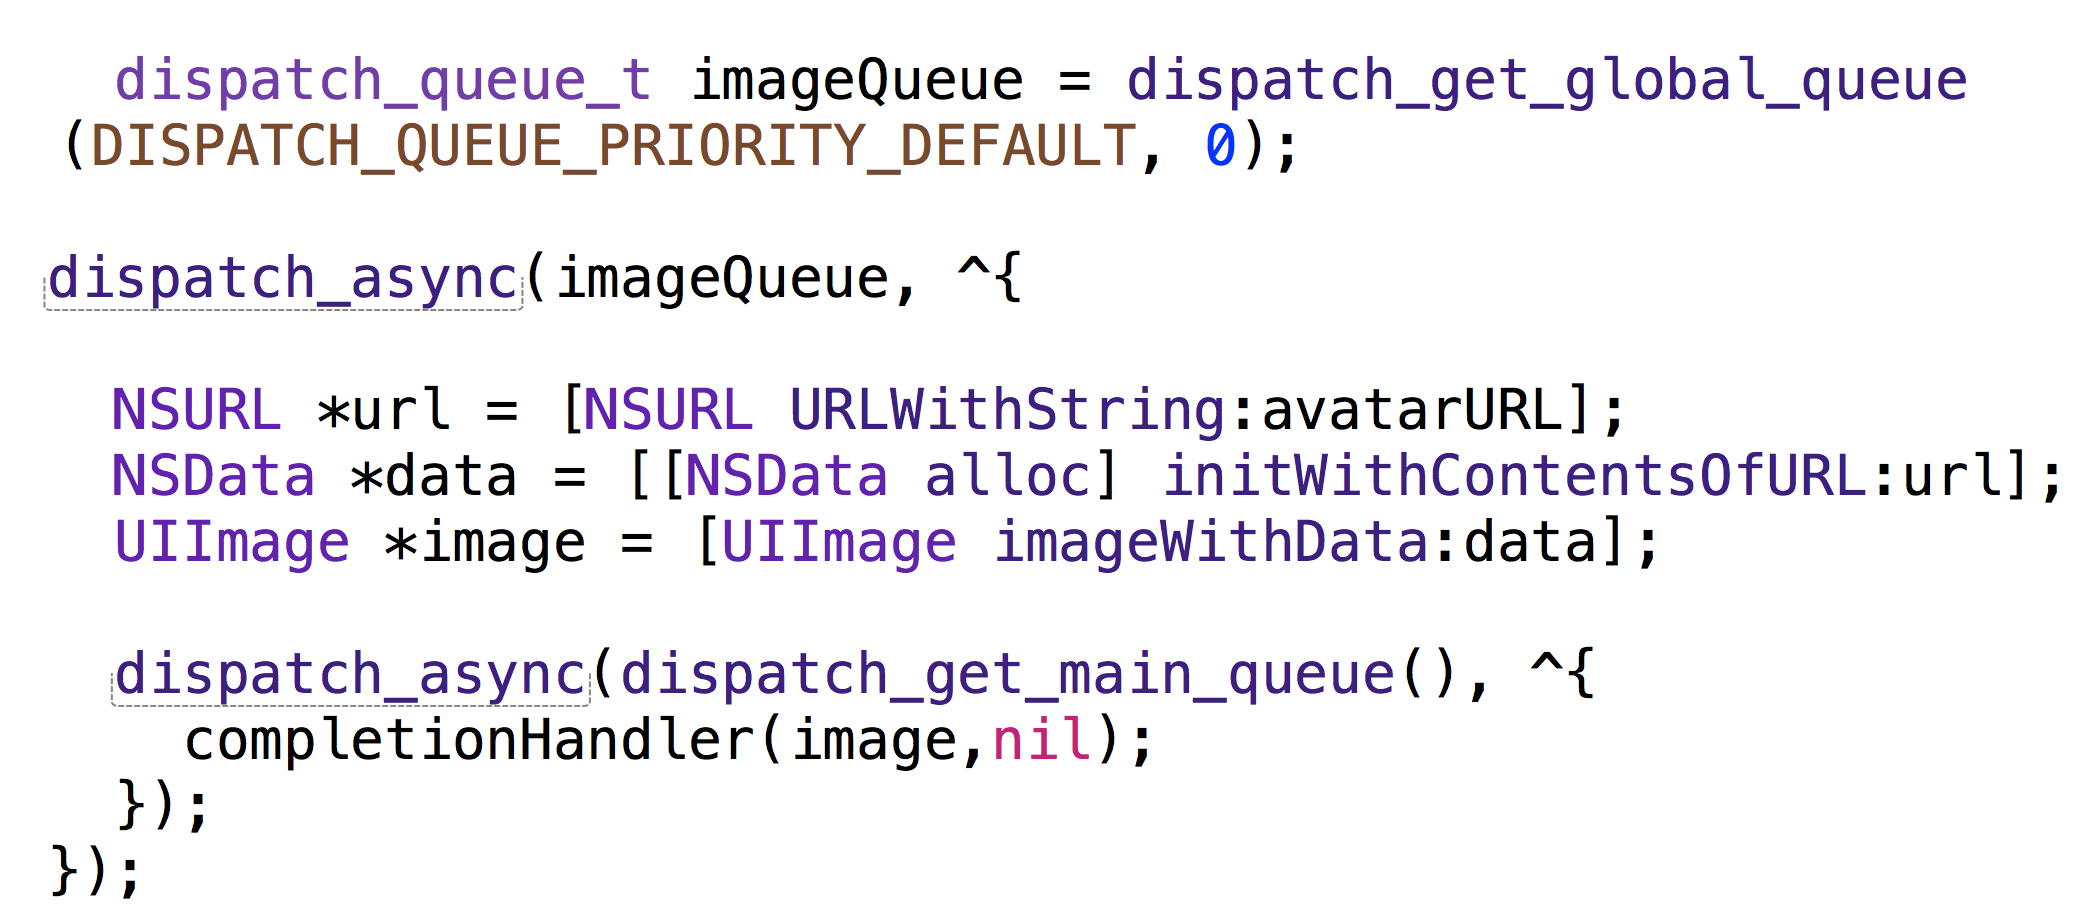 dispatch_queue_t imageQueue = dispatch_get_global_queue
(DISPATCH_QUEUE_PRIORITY_DEFAULT, 0);
dispatch_async(imageQueue, ^{
NSURL *url = [NSURL URLWithString:avatarURL];
NSData *data = [[NSData alloc] initWithContentsOfURL:url];
UIImage *image = [UIImage imageWithData:data];
dispatch_async(dispatch_get_main_queue(), ^{
completionHandler(image,nil);
});
});